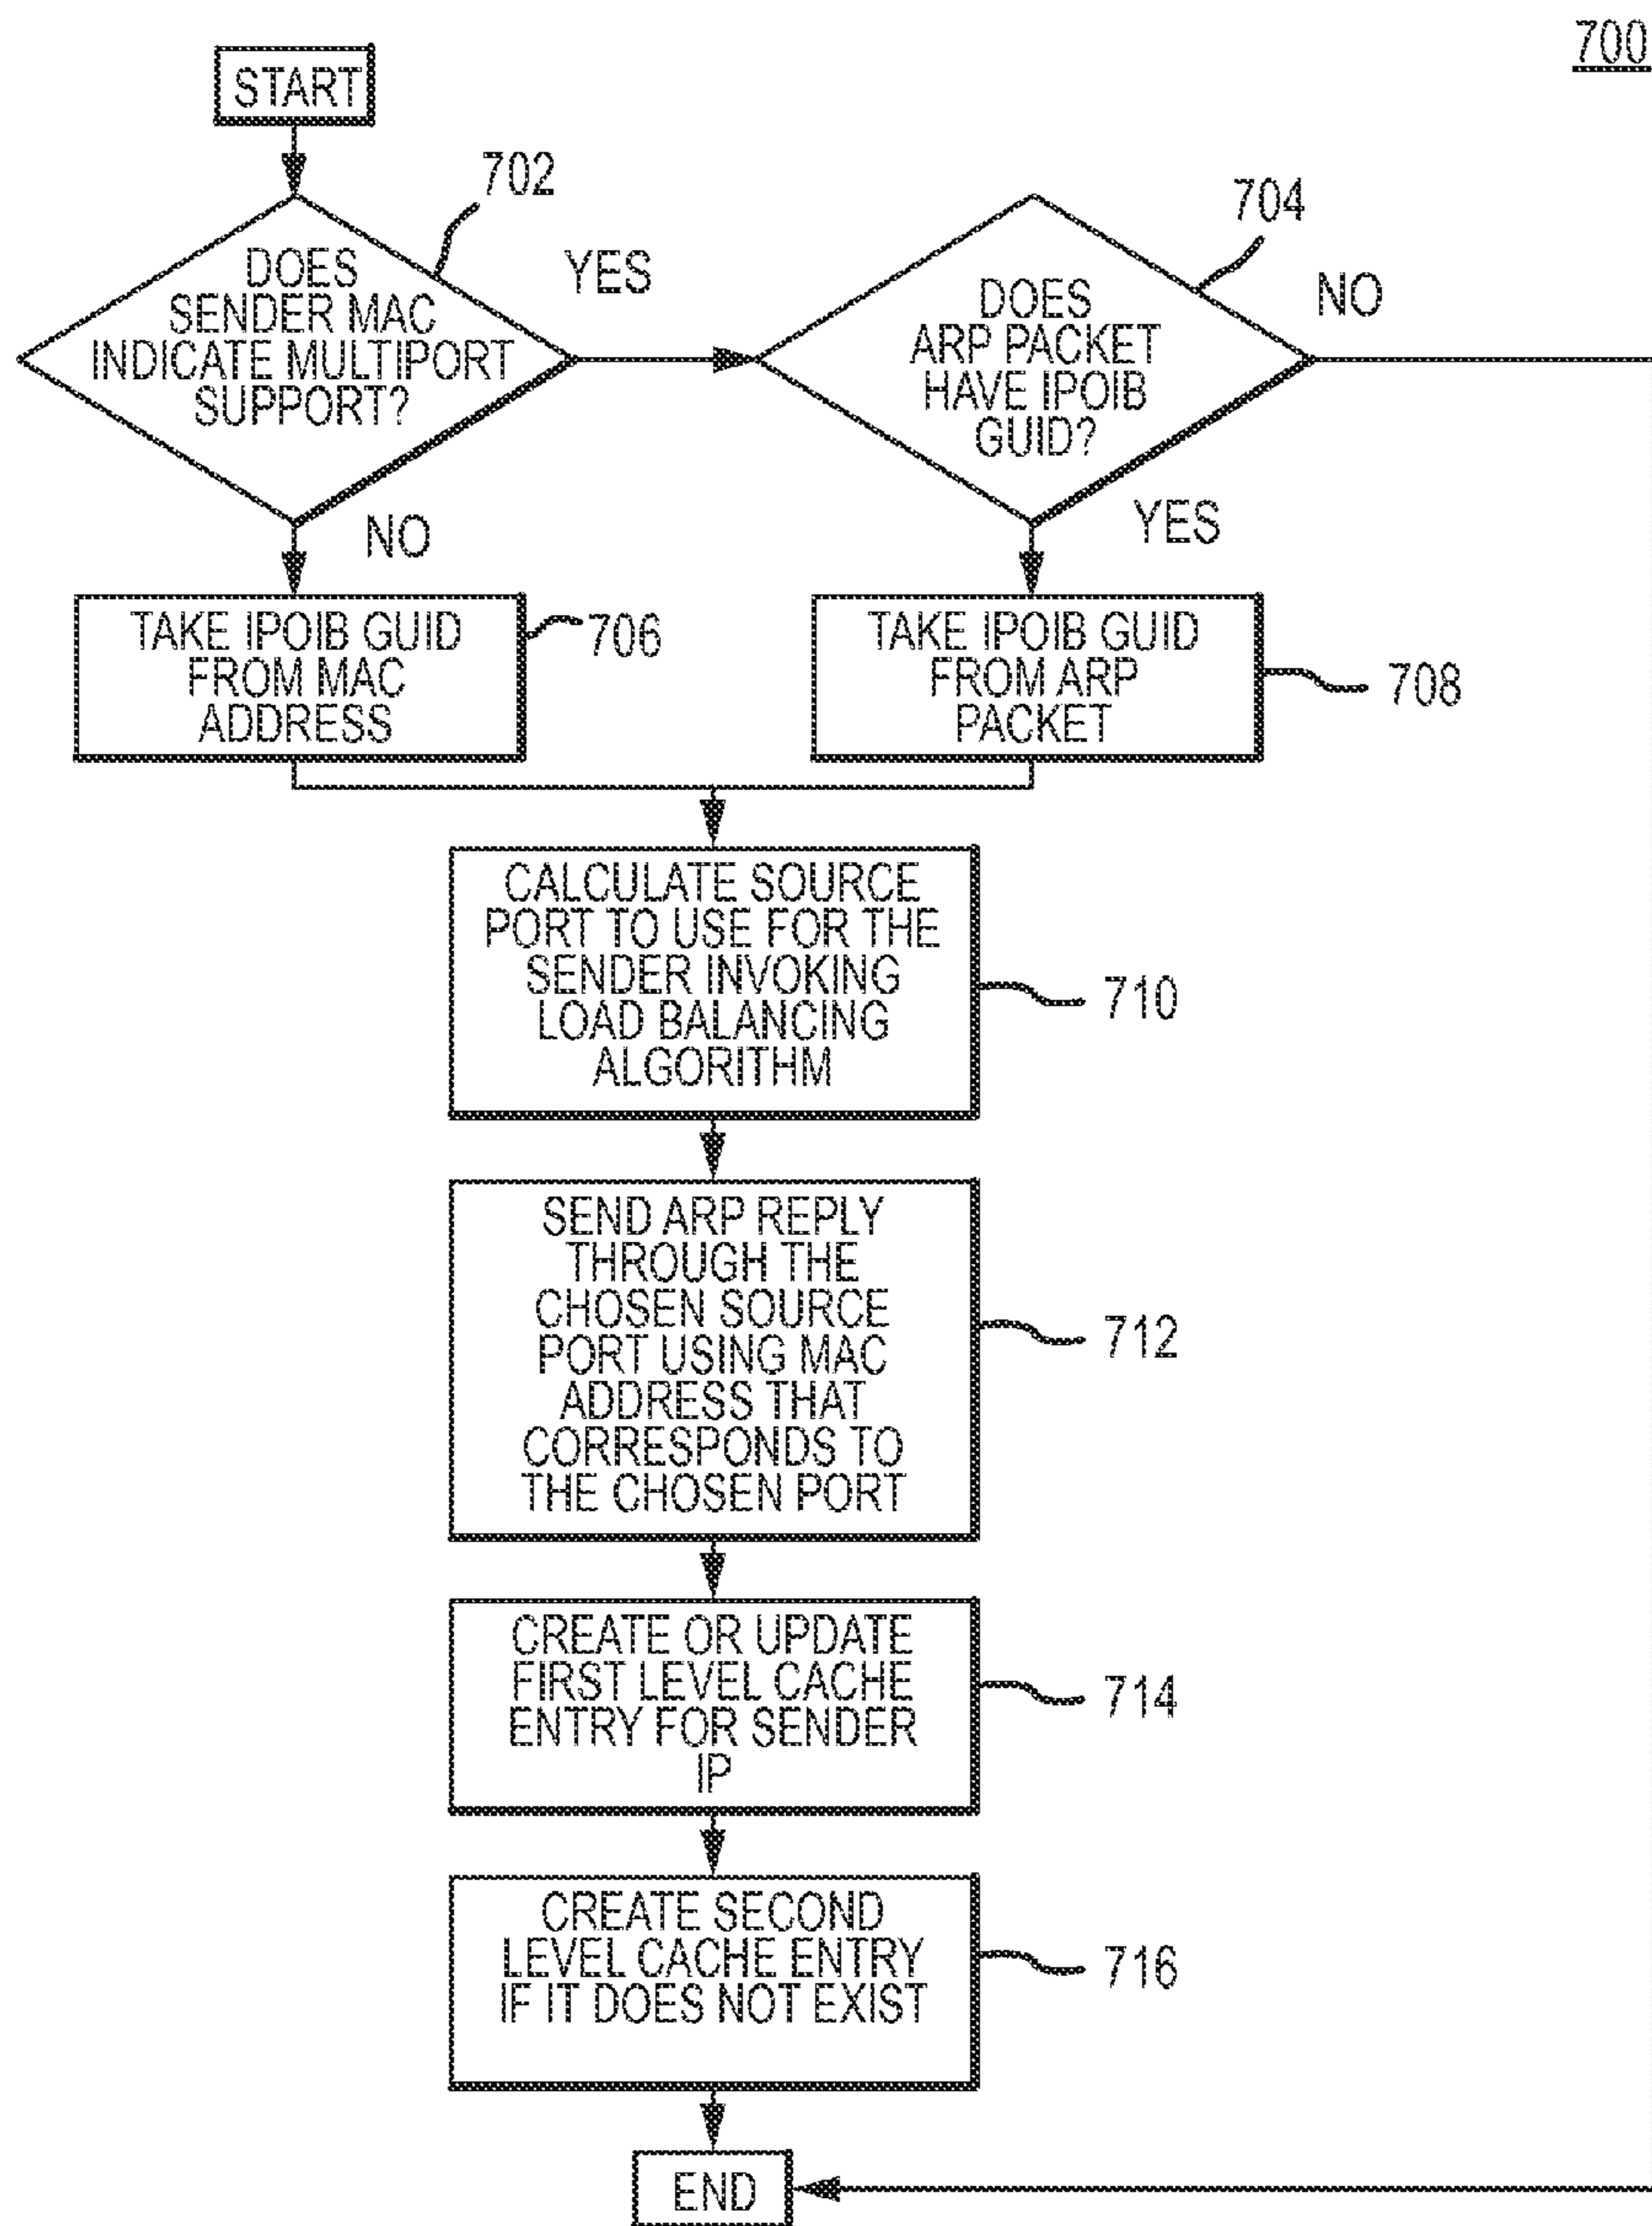 700
START
702
DOES
SENDER MAC
INDICATE MULTIPORT
SUPPORT?
YES
704
DOES
ARP PACKET
HAVE IPOIB
GUID?
NO
NO
YES
TAKE IPOIB GUID
FROM MAC
ADDRESS
706
TAKE IPOIB GUID
FROM ARP
PACKET
708
CALCULATE SOURCE
PORT TO USE FOR THE
SENDER INVOKING
LOAD BALANCING
ALGORITHM
710
SEND ARP REPLY
THROUGH THE
CHOSEN SOURCE
PORT USING MAC
ADDRESS THAT
CORRESPONDS TO
THE CHOSEN PORT
712
CREATE OR UPDATE
FIRST LEVEL CACHE
ENTRY FOR SENDER
IP
714
CREATE SECOND
LEVEL CACHE ENTRY
IF IT DOES NOT EXIST
716
END